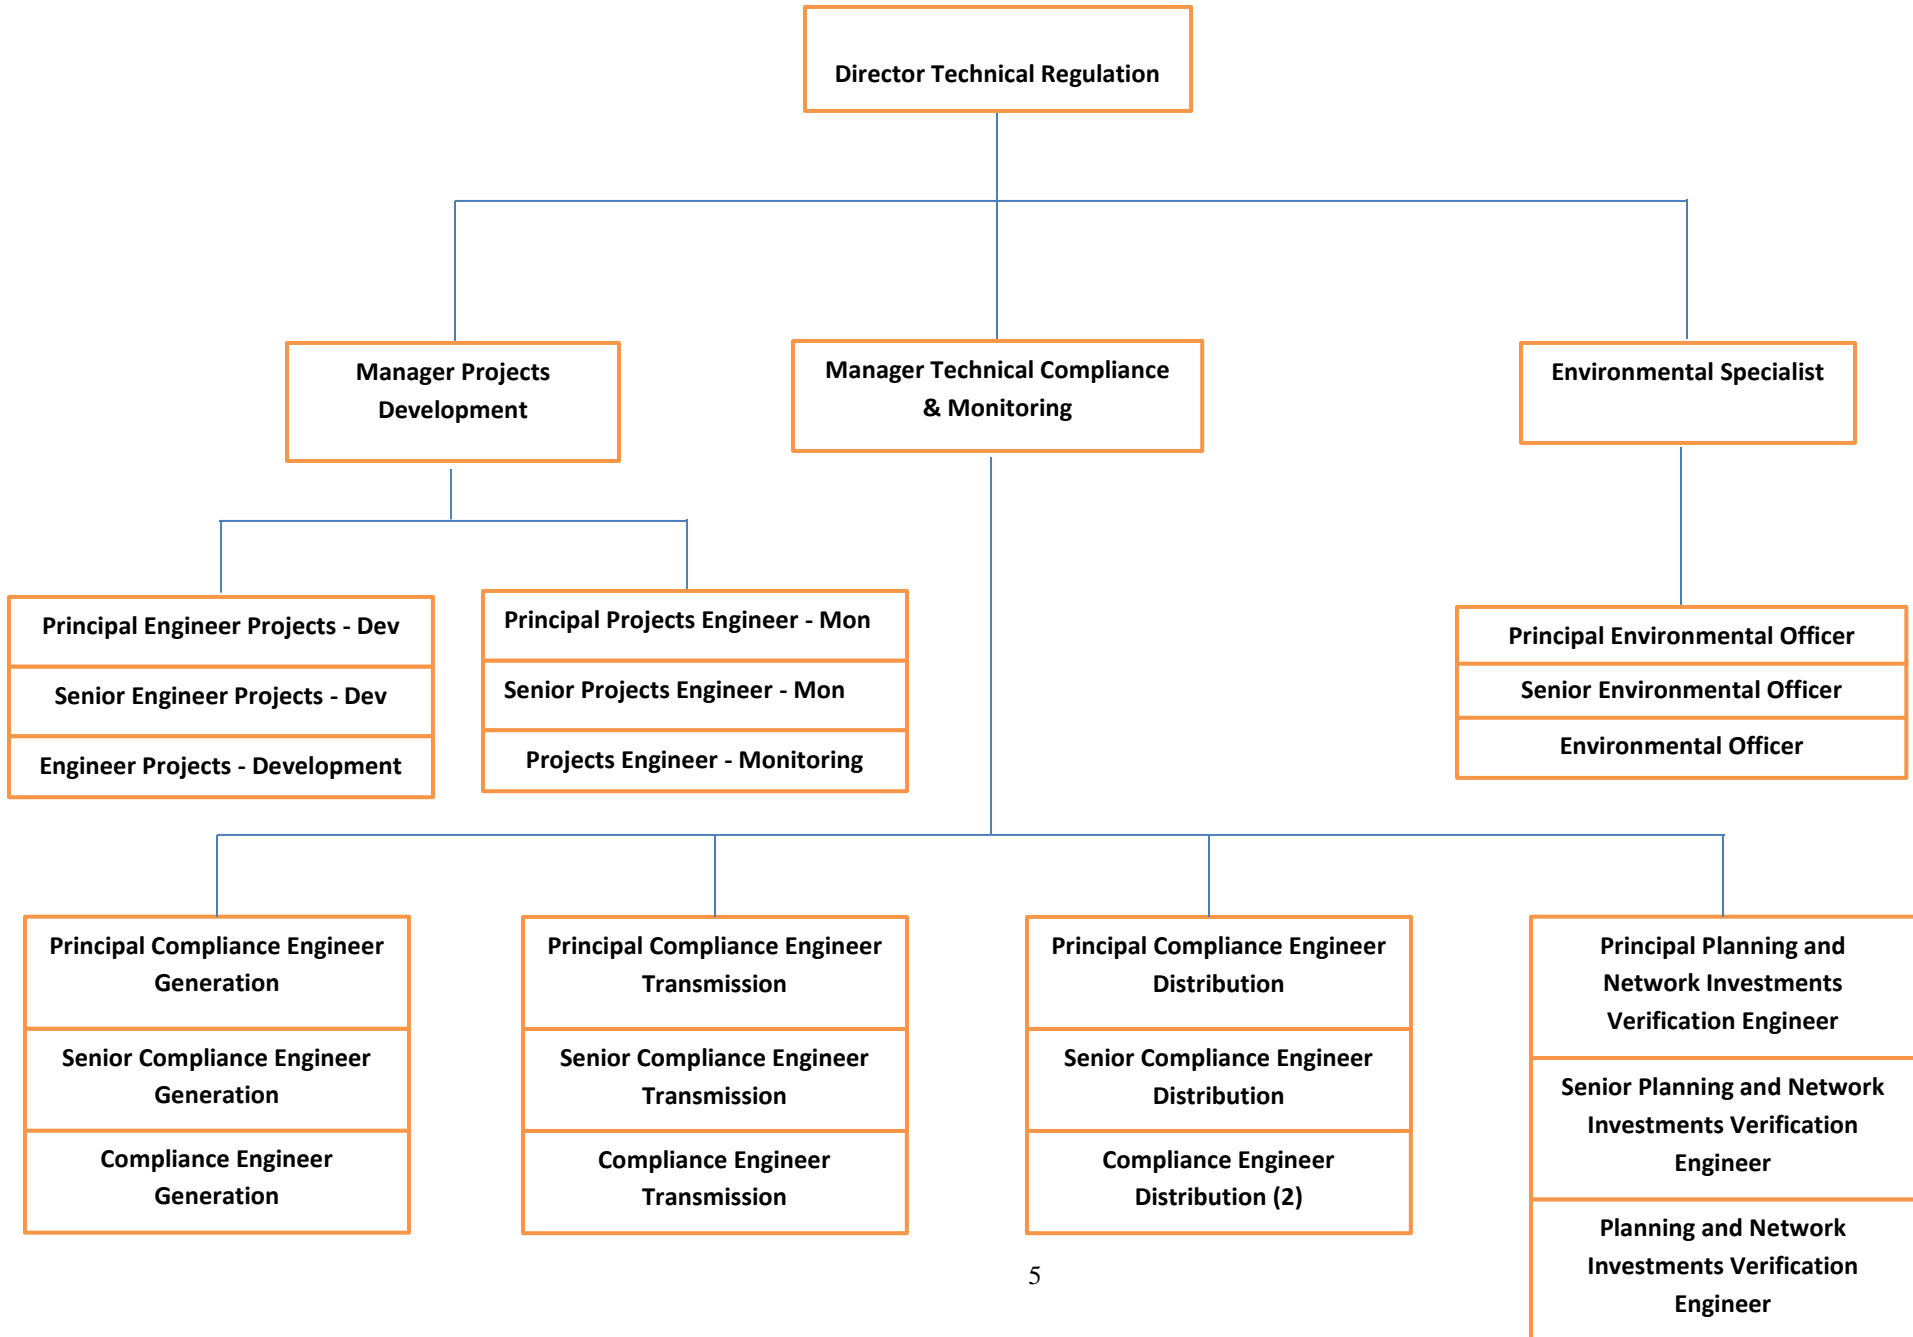 Director Technical Regulation
Manager Projects
Development
Manager Technical Compliance
& Monitoring
Environmental Specialist
Principal Engineer Projects - Dev
Senior Engineer Projects - Dev
Engineer Projects - Development
Principal Projects Engineer - Mon
Senior Projects Engineer - Mon
Projects Engineer - Monitoring
Principal Environmental Officer
Senior Environmental Officer
Environmental Officer
Principal Compliance Engineer
Generation
Senior Compliance Engineer
Generation
Compliance Engineer
Generation
Principal Compliance Engineer
Transmission
Senior Compliance Engineer
Transmission
Compliance Engineer
Transmission
Principal Compliance Engineer
Distribution
Senior Compliance Engineer
Distribution
Compliance Engineer
Distribution (2)
Principal Planning and
Network Investments
Verification Engineer
Senior Planning and Network
Investments Verification
Engineer
Planning and Network
Investments Verification
Engineer
5